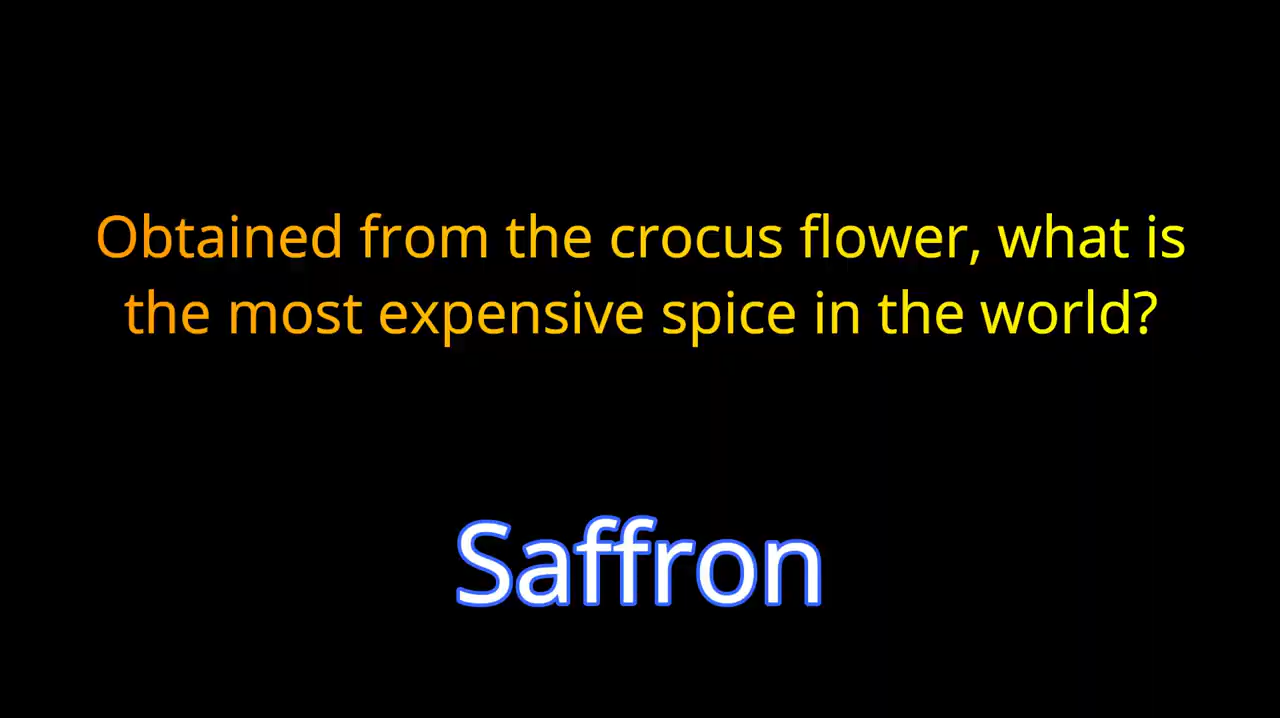 Obtained from the crocus flower, what is
the most expensive spice in the world?
Saffron